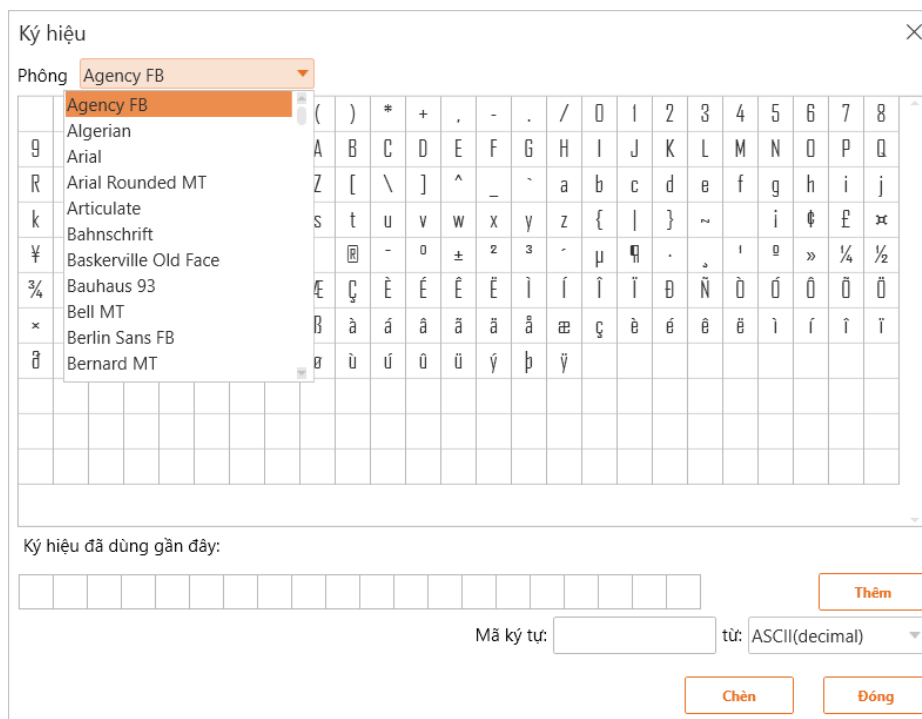 Ký hiệu
Phông Agency FB
Agency FB
Algerian
Arial
Arial Rounded MT
Articulate
Bahnschrift
Baskerville Old Face
Bauhaus 93
Bell MT
Berlin Sans FB
Bernard MT
( ) * + , - . / 0 1 2 3 4 5 6 7 8
9 A B C D E F G H I J K L M N O P Q
R Z [ \ ] ^ _ ` a b c d e f g h i j
k s t u v w x y z { | } ~ ¡ ¢ £ ¤
¥ ® - º ± ² ³ ´ µ ¶ · ¸ ¹ º » ¼ ½
¾ Æ Ç È É Ê Ë Ì Í Î Ï Ð Ñ Ò Ó Ô Õ Ö
× ß à á â ã ä å æ ç è é ê ë ì í î ï
ð ø ù ú û ü ý þ ÿ
Ký hiệu đã dùng gần đây:
Thêm
Mã ký tự: từ: ASCII(decimal)
Chèn Đóng